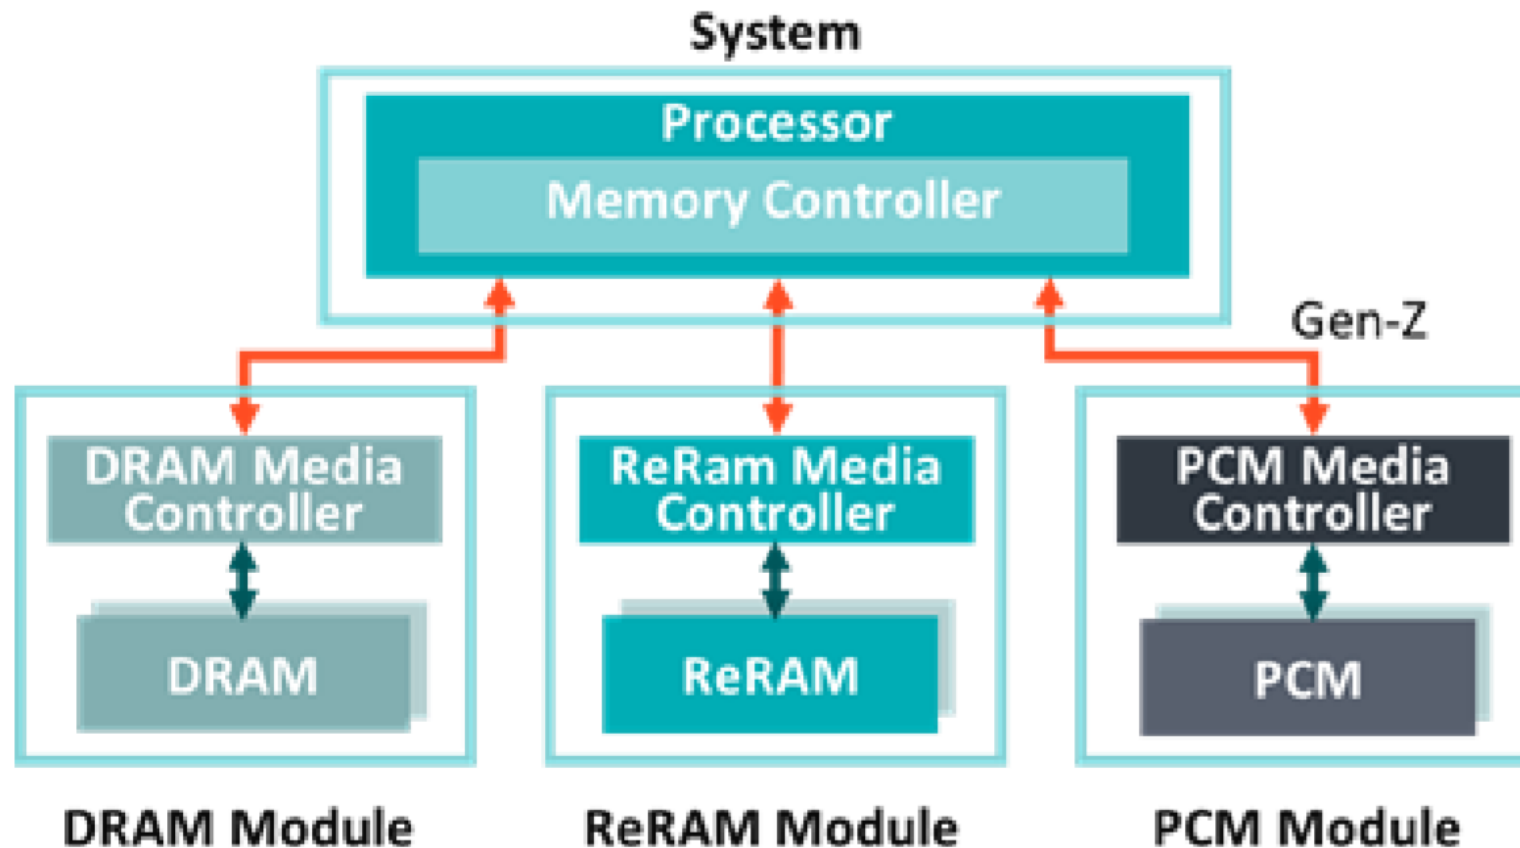 System
Processor
Memory Controller
Gen-Z
DRAM Media
Controller
ReRam Media
Controller
PCM Media
Controller
DRAM
ReRAM
PCM
DRAM Module
ReRAM Module
PCM Module